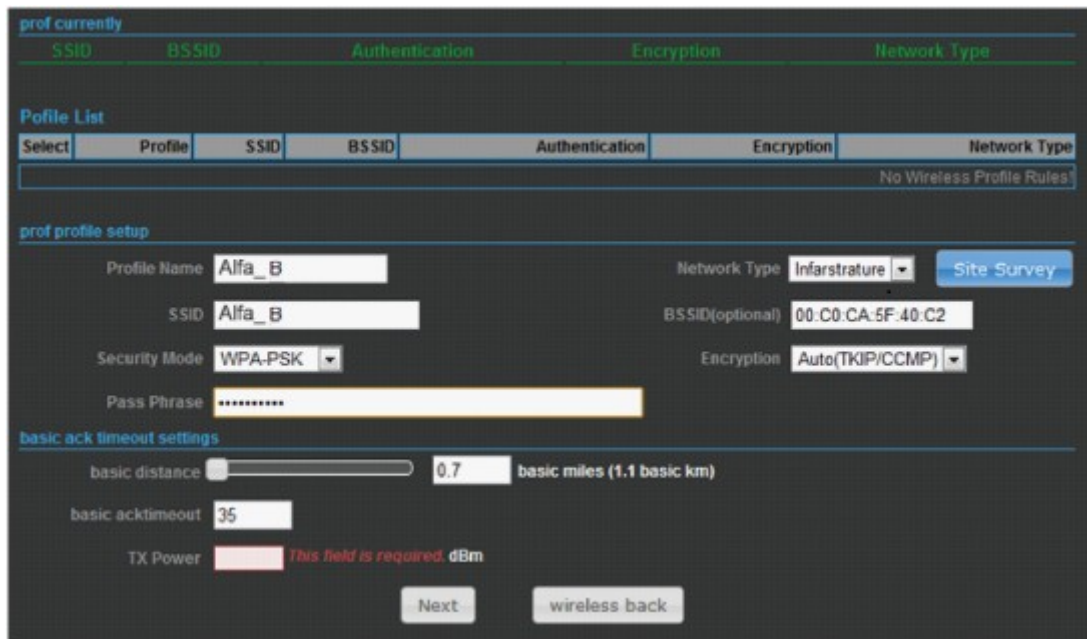 prof currently
SSID BSSID Authentication Encryption Network Type
Pofile List
Select Profile SSID BSSID Authentication Encryption Network Type
No Wireless Profile Rules!
prof profile setup
Profile Name Alfa_ B Network Type Infarstrature Site Survey
SSID Alfa_ B BSSID(optional) 00:C0:CA:5F:40:C2
Security Mode WPA-PSK Encryption Auto(TKIP/CCMP)
Pass Phrase ••••••••••
basic ack timeout settings
basic distance 0.7 basic miles (1.1 basic km)
basic acktimeout 35
TX Power This field is required. dBm
Next wireless back